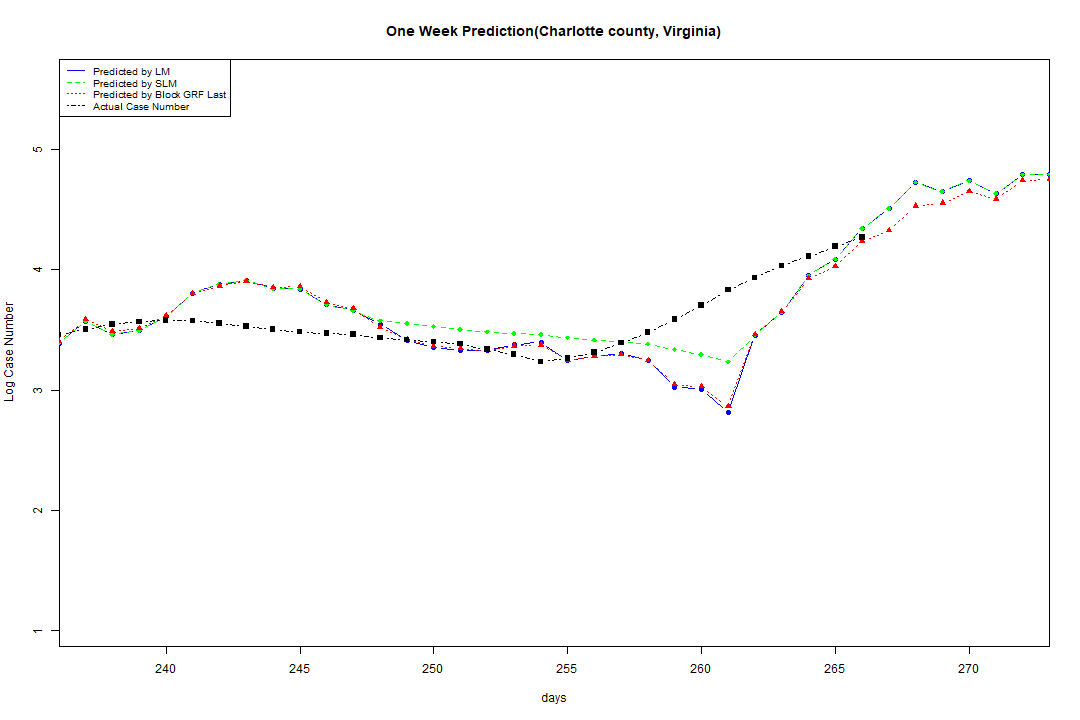 One Week Prediction(Charlotte county, Virginia)
Predicted by LM
Predicted by SLM
Predicted by Block GRF Last
Actual Case Number
5
4
3
2
1
Log Case Number
240 245 250 255 260 265 270
days